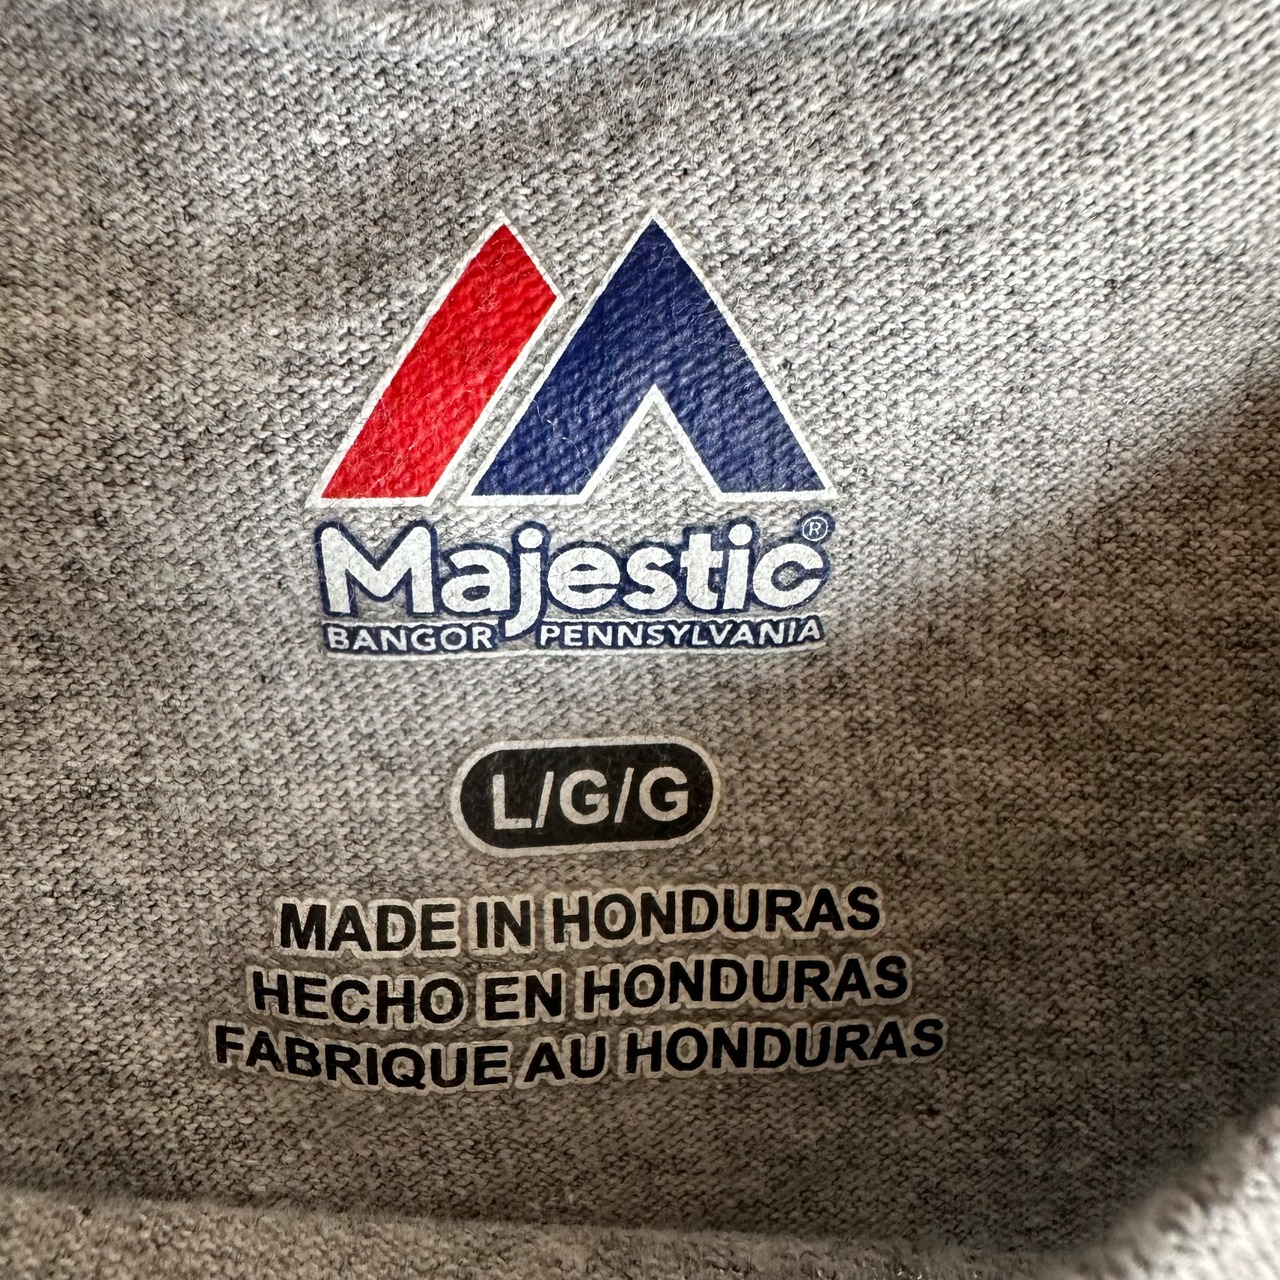 Majestic®
BANGOR PENNSYLVANIA
L/G/G
MADE IN HONDURAS
HECHO EN HONDURAS
FABRIQUE AU HONDURAS